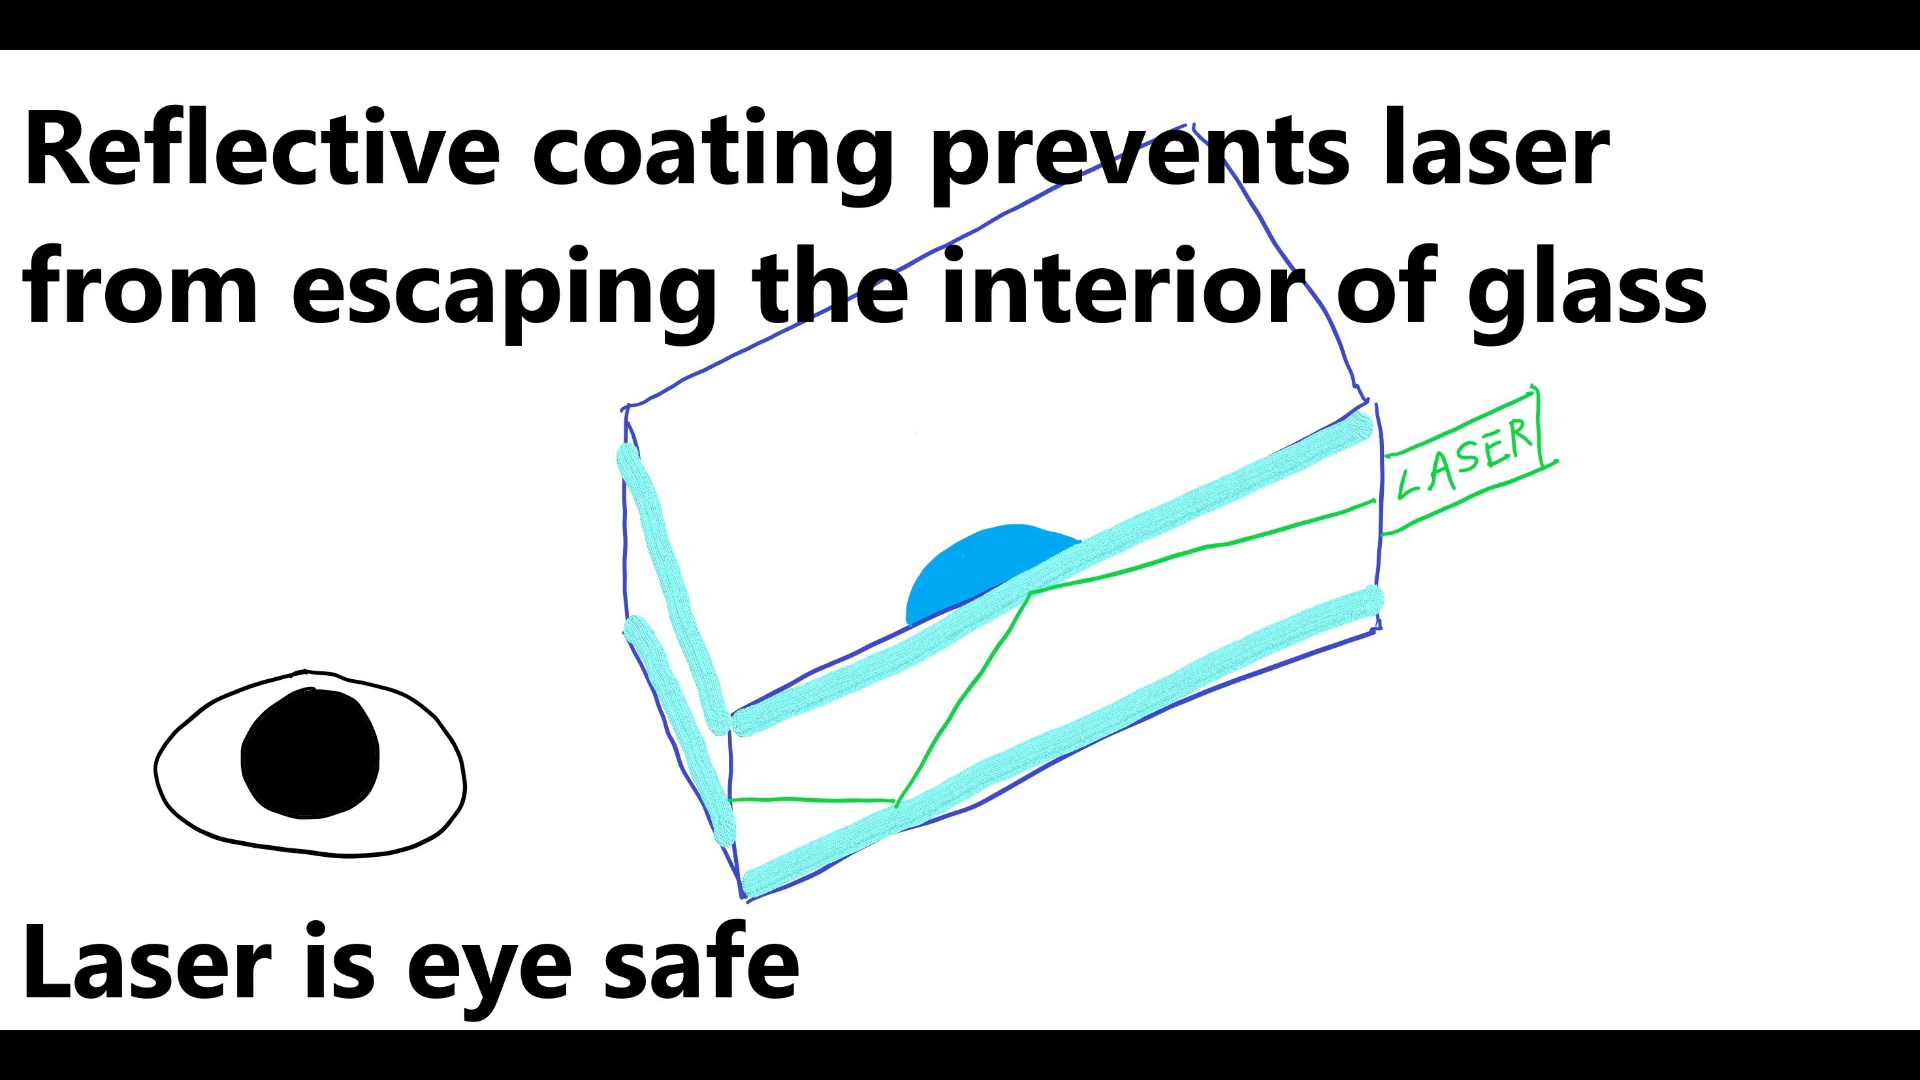 Reflective coating prevents laser
from escaping the interior of glass
LASER
Laser is eye safe